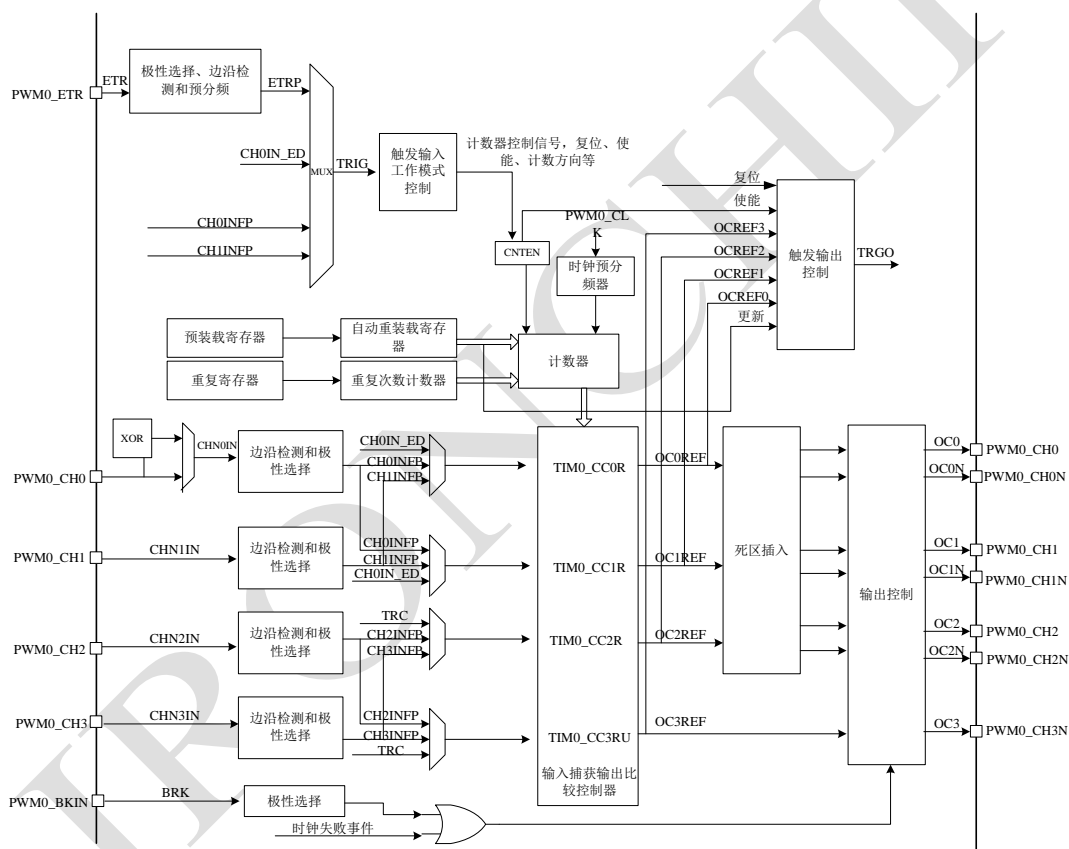 PWM0_ETR
ETR
极性选择、边沿检
测和预分频
ETRP
CH0IN_ED
CH0INFP
CH1INFP
MUX
TRIG
触发输入
工作模式
控制
计数器控制信号，复位、使
能、计数方向等
PWM0_CL
K
CNTEN
时钟预分
频器
复位
使能
OCREF3
OCREF2
OCREF1
OCREF0
更新
触发输出
控制
TRGO
预装载寄存器
自动重装载寄存
器
计数器
重复寄存器
重复次数计数器
XOR
CHN0IN
PWM0_CH0
边沿检测和极
性选择
CH0IN_ED
CH0INFP
CH1INFP
TIM0_CC0R
OC0REF
PWM0_CH1
CHN1IN
边沿检测和极
性选择
CH0INFP
CH1INFP
CH0IN_ED
TIM0_CC1R
OC1REF
PWM0_CH2
CHN2IN
边沿检测和极
性选择
TRC
CH2INFP
CH3INFP
TIM0_CC2R
OC2REF
PWM0_CH3
CHN3IN
边沿检测和极
性选择
CH2INFP
CH3INFP
TRC
TIM0_CC3RU
OC3REF
输入捕获输出比
较控制器
死区插入
输出控制
OC0
PWM0_CH0
OC0N
PWM0_CH0N
OC1
PWM0_CH1
OC1N
PWM0_CH1N
OC2
PWM0_CH2
OC2N
PWM0_CH2N
OC3
PWM0_CH3N
PWM0_BKIN
BRK
极性选择
时钟失败事件
IRONCHI